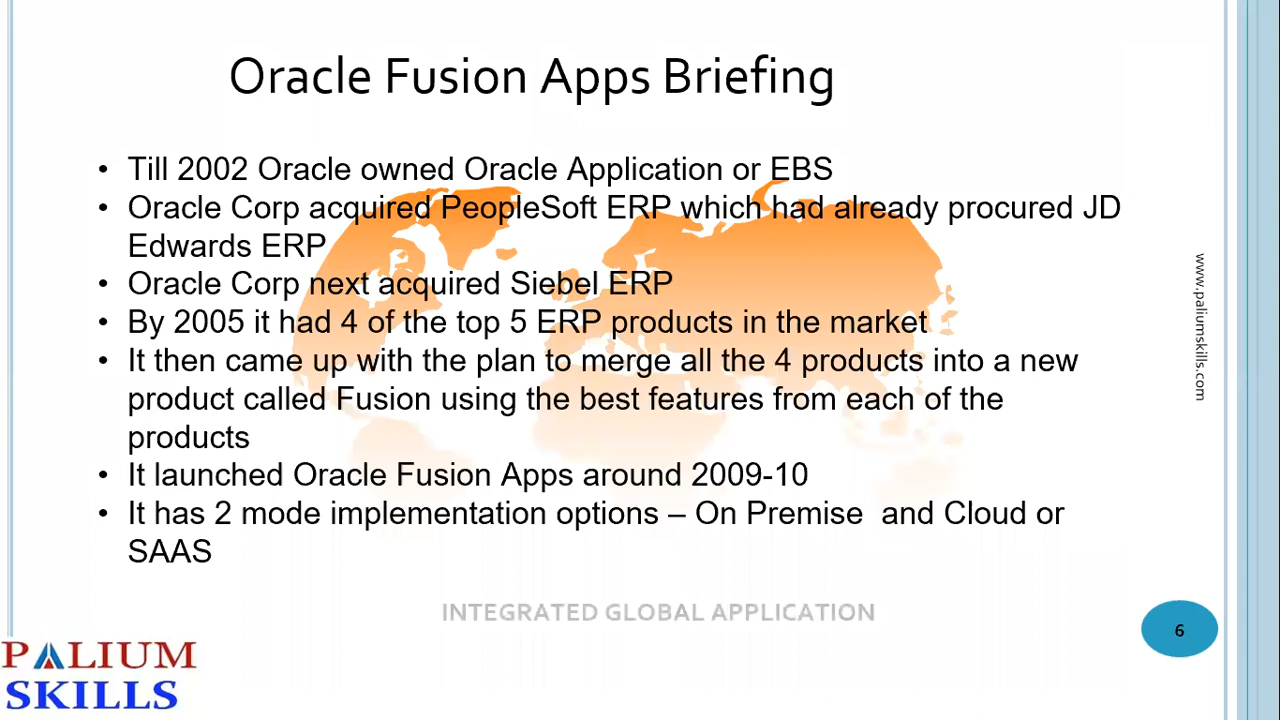 Oracle Fusion Apps Briefing
• Till 2002 Oracle owned Oracle Application or EBS
• Oracle Corp acquired PeopleSoft ERP which had already procured JD
Edwards ERP
• Oracle Corp next acquired Siebel ERP
• By 2005 it had 4 of the top 5 ERP products in the market
• It then came up with the plan to merge all the 4 products into a new
product called Fusion using the best features from each of the
products
• It launched Oracle Fusion Apps around 2009-10
• It has 2 mode implementation options – On Premise and Cloud or
SAAS
www.paliumskills.com
INTEGRATED GLOBAL APPLICATION
6
PALIUM
SKILLS